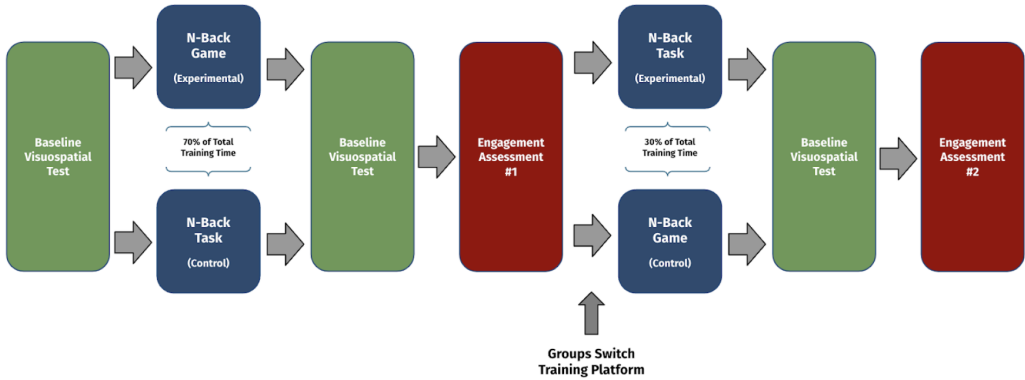 Baseline
Visuospatial
Test
N-Back
Game
(Experimental)
70% of Total
Training Time
N-Back
Task
(Control)
Baseline
Visuospatial
Test
Engagement
Assessment
#1
N-Back
Task
(Experimental)
30% of Total
Training Time
N-Back
Game
(Control)
Baseline
Visuospatial
Test
Engagement
Assessment
#2
Groups Switch
Training Platform